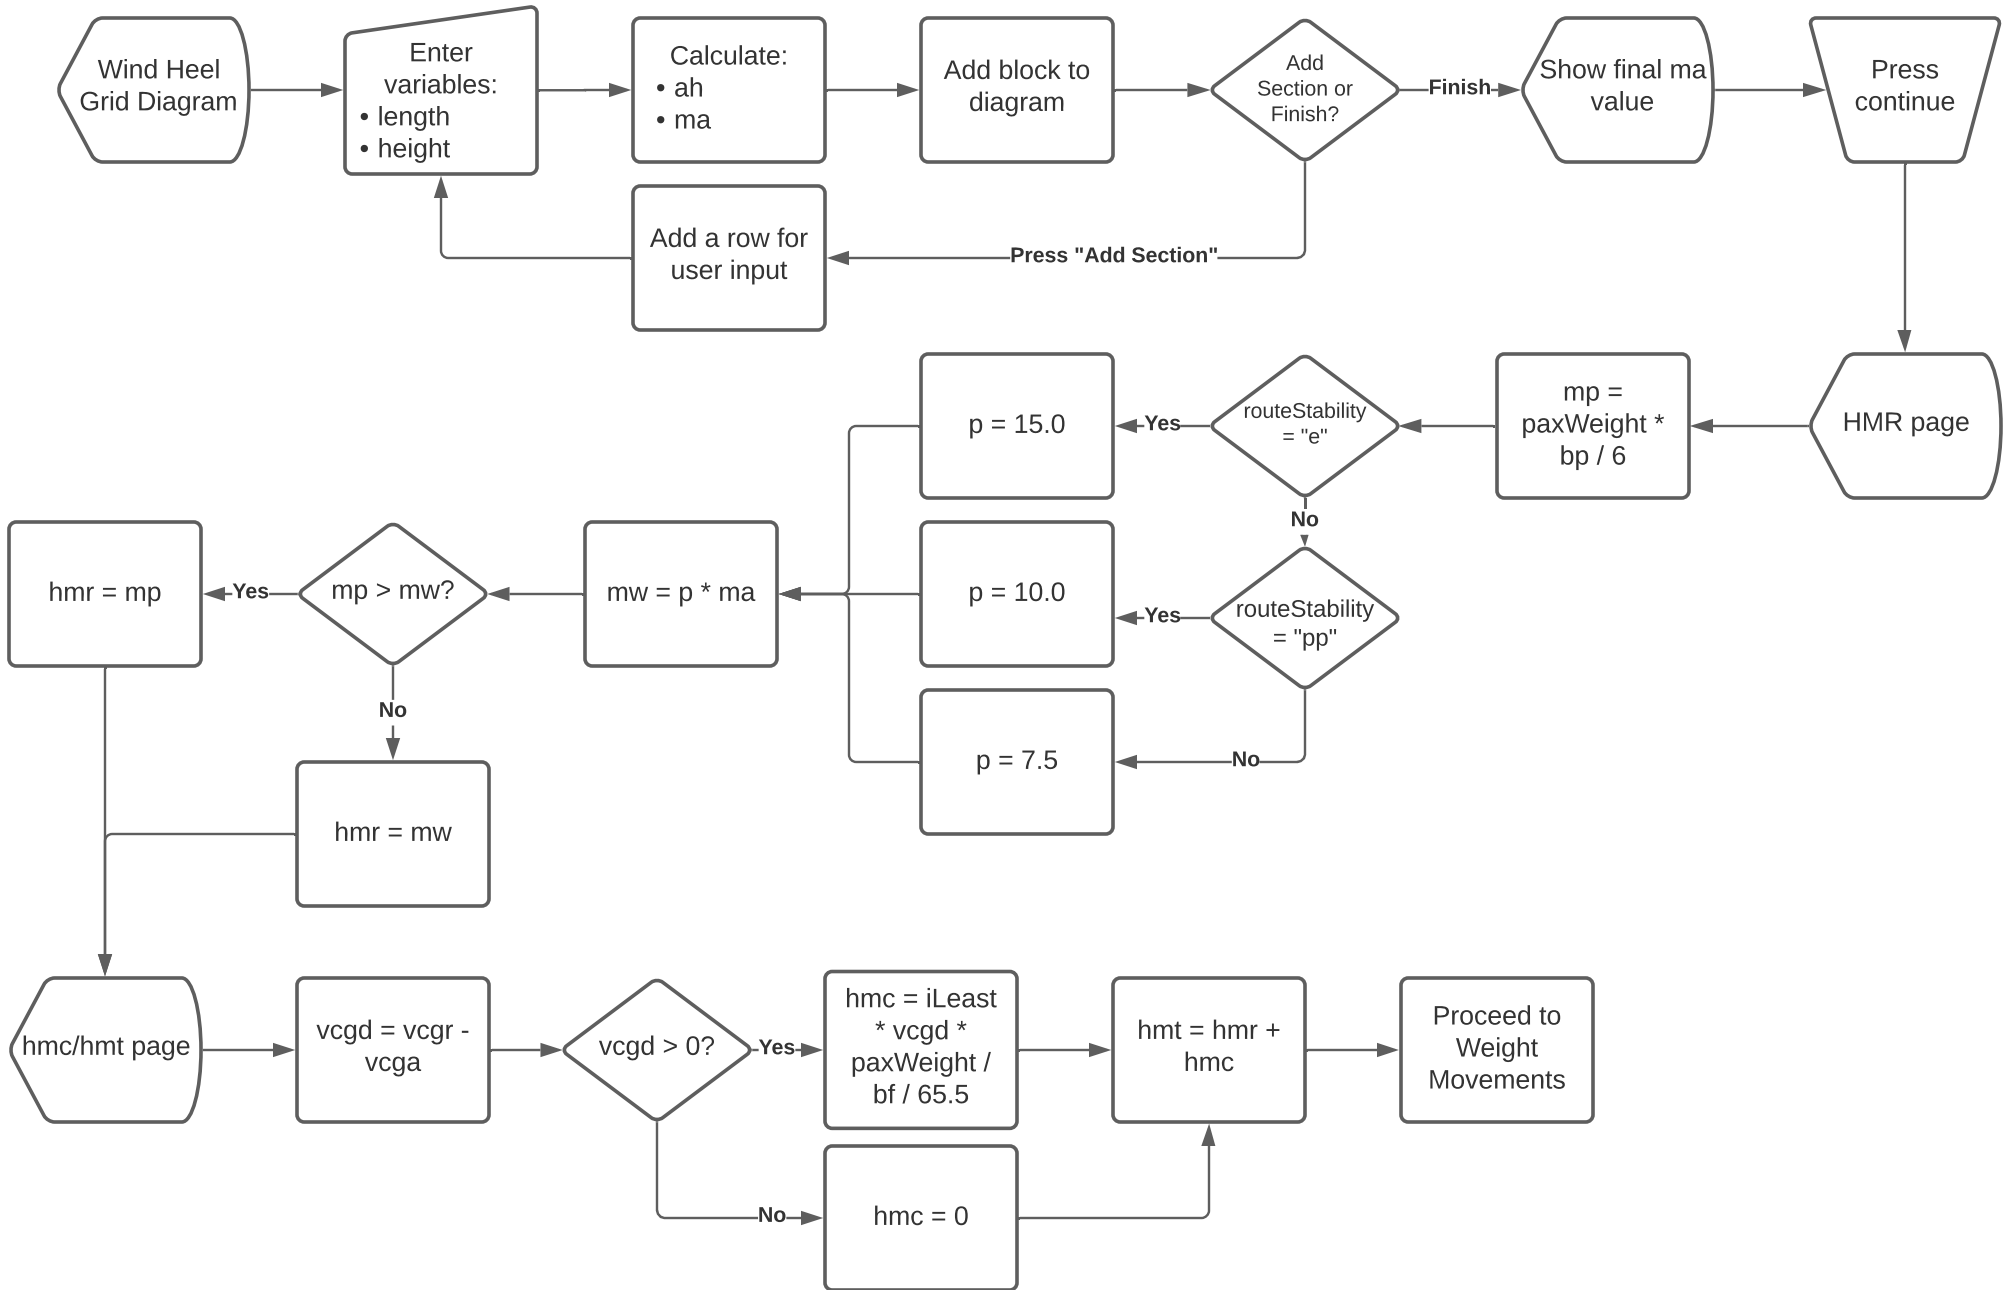 Wind Heel
Grid Diagram
Enter
variables:
• length
• height
Calculate:
• ah
• ma
Add block to
diagram
Add
Section or
Finish?
Finish
Show final ma
value
Press
continue
Add a row for
user input
Press "Add Section"
HMR page
mp =
paxWeight *
bp / 6
routeStability
= "e"
Yes
p = 15.0
No
routeStability
= "pp"
Yes
p = 10.0
No
p = 7.5
mw = p * ma
mp > mw?
Yes
hmr = mp
No
hmr = mw
hmc/hmt page
vcgd = vcgr -
vcga
vcgd > 0?
Yes
hmc = iLeast
* vcgd *
paxWeight /
bf / 65.5
No
hmc = 0
hmt = hmr +
hmc
Proceed to
Weight
Movements